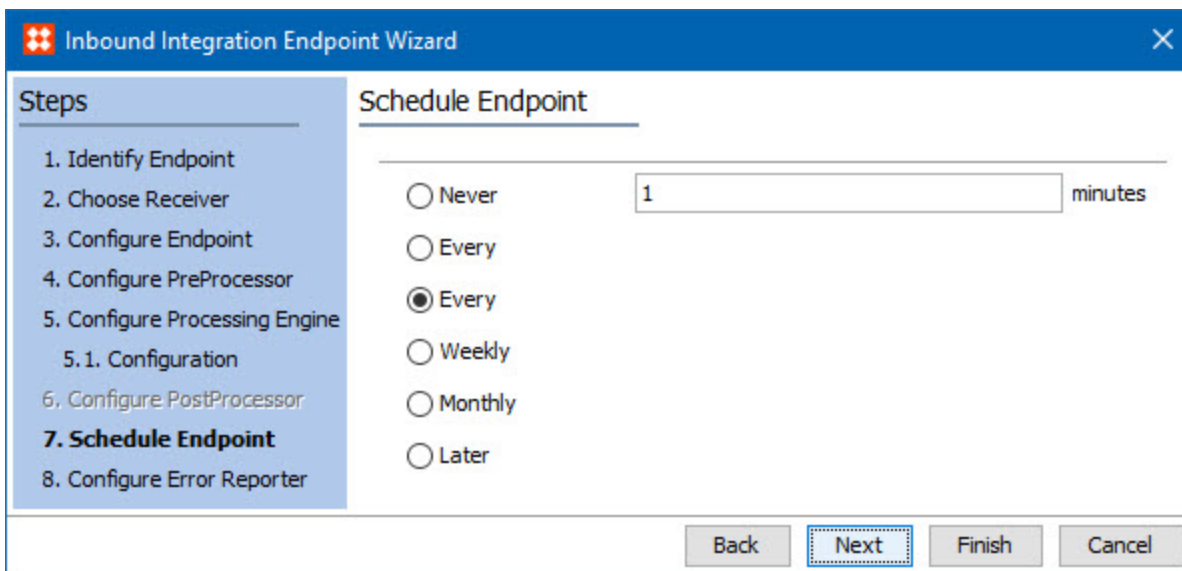 Inbound Integration Endpoint Wizard
Steps
1. Identify Endpoint
2. Choose Receiver
3. Configure Endpoint
4. Configure PreProcessor
5. Configure Processing Engine
5.1. Configuration
6. Configure PostProcessor
7. Schedule Endpoint
8. Configure Error Reporter
Schedule Endpoint
Never 1 minutes
Every
Every
Weekly
Monthly
Later
Back Next Finish Cancel